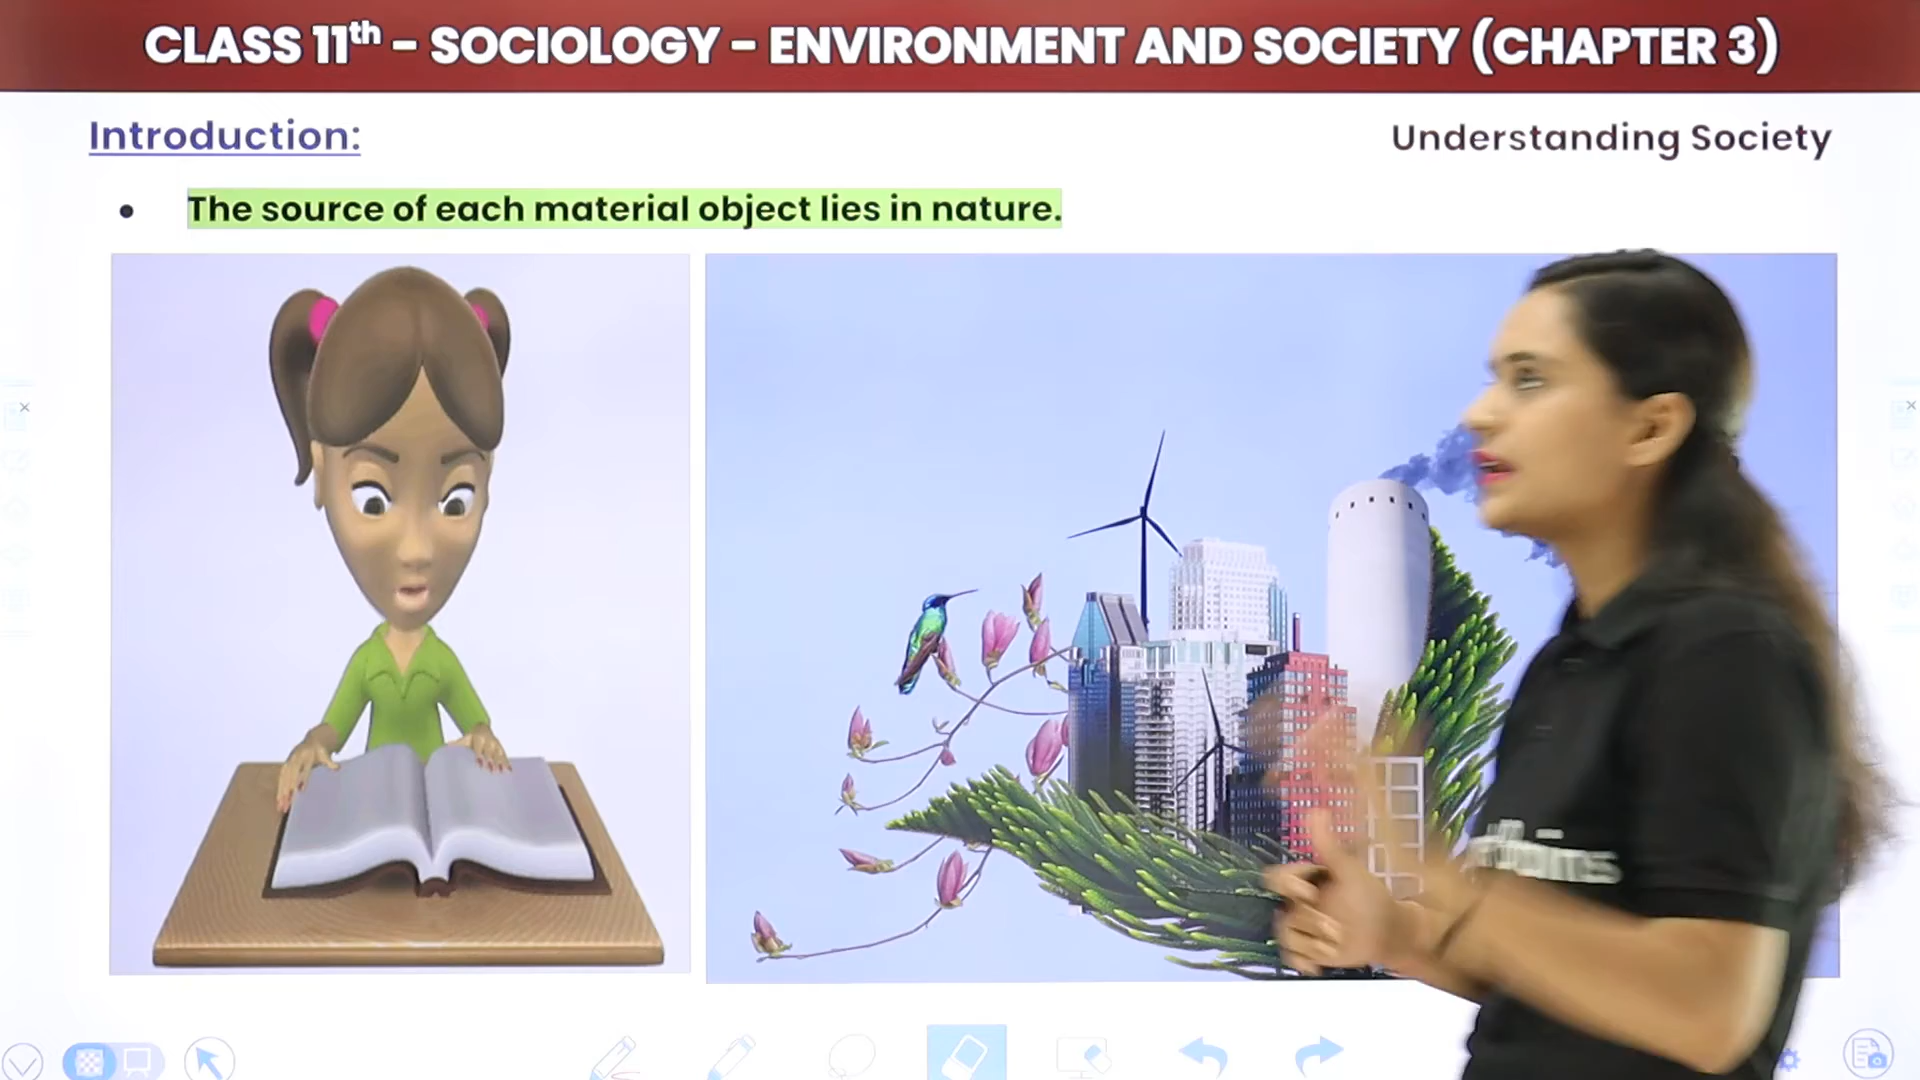 CLASS 11th - SOCIOLOGY - ENVIRONMENT AND SOCIETY (CHAPTER 3)
Introduction:
Understanding Society
• The source of each material object lies in nature.